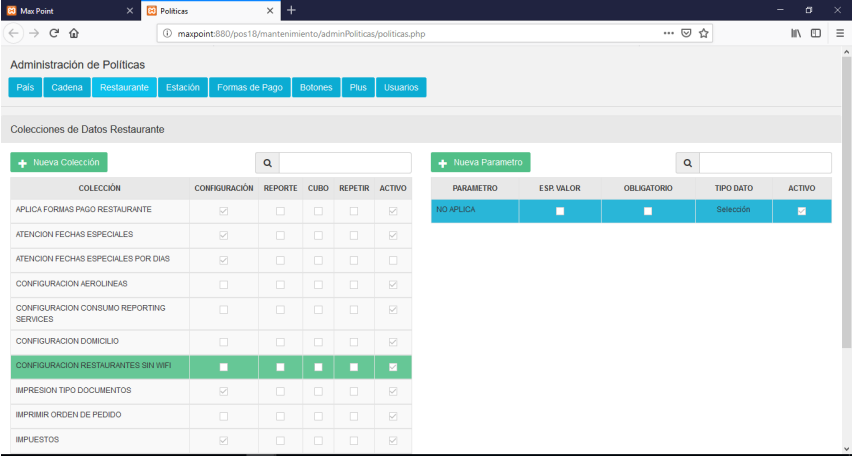 Max Point
Politicas
maxpoint:880/pos18/mantenimiento/adminPoliticas/politicas.php
Administración de Políticas
País Cadena Restaurante Estación Formas de Pago Botones Plus Usuarios
Colecciones de Datos Restaurante
Nueva Colección
Nueva Parametro
COLECCIÓN CONFIGURACIÓN REPORTE CUBO REPETIR ACTIVO
PARAMETRO ESP. VALOR OBLIGATORIO TIPO DATO ACTIVO
APLICA FORMAS PAGO RESTAURANTE
NO APLICA Selección
ATENCION FECHAS ESPECIALES
ATENCION FECHAS ESPECIALES POR DIAS
CONFIGURACION AEROLINEAS
CONFIGURACION CONSUMO REPORTING
SERVICES
CONFIGURACION DOMICILIO
CONFIGURACION RESTAURANTES SIN WIFI
IMPRESION TIPO DOCUMENTOS
IMPRIMIR ORDEN DE PEDIDO
IMPUESTOS